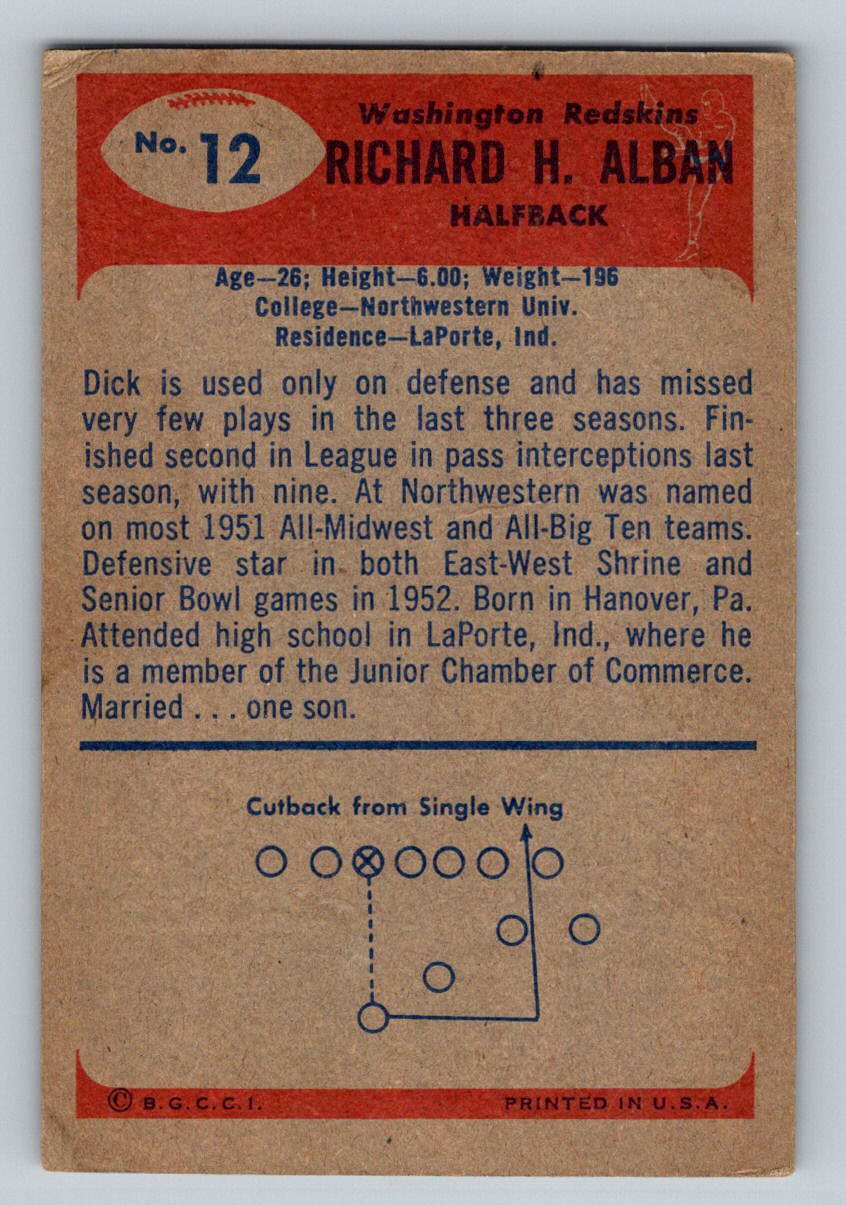 No. 12
Washington Redskins
RICHARD H. ALBAN
HALFBACK
Age—26; Height—6.00; Weight—196
College—Northwestern Univ.
Residence—LaPorte, Ind.
Dick is used only on defense and has missed
very few plays in the last three seasons. Fin-
ished second in League in pass interceptions last
season, with nine. At Northwestern was named
on most 1951 All-Midwest and All-Big Ten teams.
Defensive star in both East-West Shrine and
Senior Bowl games in 1952. Born in Hanover, Pa.
Attended high school in LaPorte, Ind., where he
is a member of the Junior Chamber of Commerce.
Married . . . one son.
Cutback from Single Wing
© B.G.C.C.I.
PRINTED IN U.S.A.